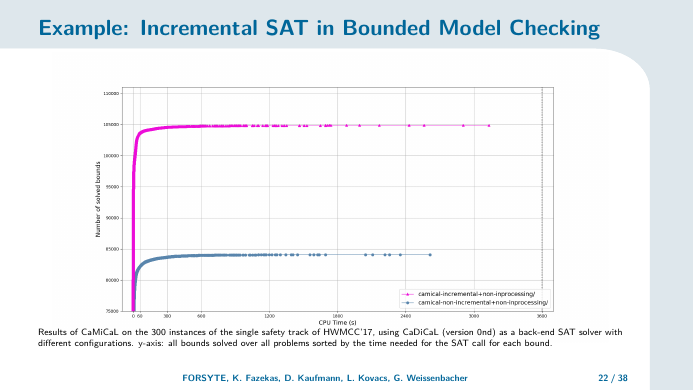 Example: Incremental SAT in Bounded Model Checking
110000
105000
100000
95000
90000
85000
80000
75000
Number of solved bounds
0 60 300 600 1200 1800 2400 3000 3600
CPU Time (s)
camical-incremental+non-inprocessing/
camical-non-incremental+non-inprocessing/
Results of CaMiCaL on the 300 instances of the single safety track of HWMCC'17, using CaDiCaL (version 0nd) as a back-end SAT solver with
different configurations. y-axis: all bounds solved over all problems sorted by the time needed for the SAT call for each bound.
FORSYTE, K. Fazekas, D. Kaufmann, L. Kovacs, G. Weissenbacher
22 / 38